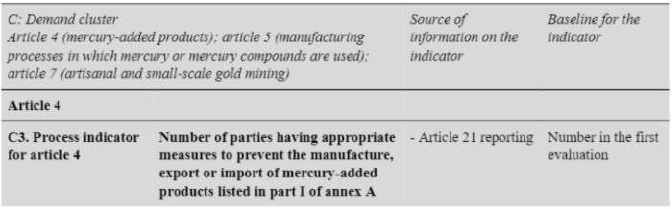 C: Demand cluster
Article 4 (mercury-added products); article 5 (manufacturing
processes in which mercury or mercury compounds are used);
article 7 (artisanal and small-scale gold mining)
Source of
information on the
indicator
Baseline for the
indicator
Article 4
C3. Process indicator
for article 4
Number of parties having appropriate
measures to prevent the manufacture,
export or import of mercury-added
products listed in part I of annex A
- Article 21 reporting
Number in the first
evaluation